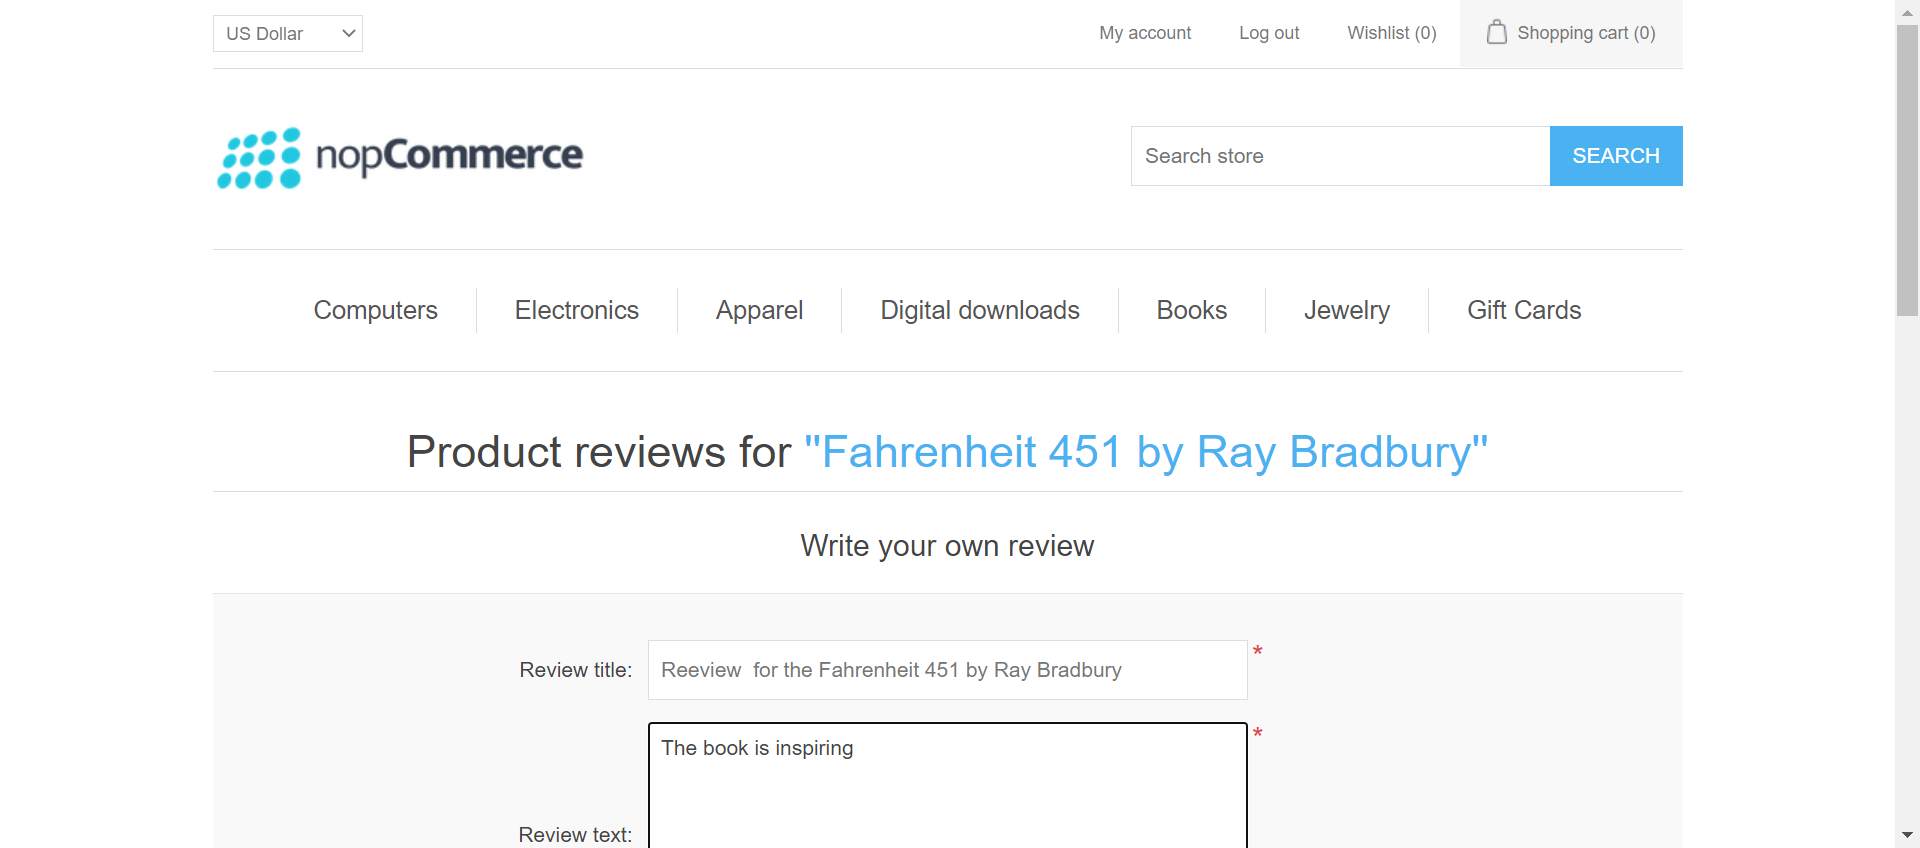 US Dollar
My account
Log out
Wishlist (0)
Shopping cart (0)
nopCommerce
Search store
SEARCH
Computers
Electronics
Apparel
Digital downloads
Books
Jewelry
Gift Cards
Product reviews for "Fahrenheit 451 by Ray Bradbury"
Write your own review
Review title:
Reeview  for the Fahrenheit 451 by Ray Bradbury
*
The book is inspiring
*
Review text: